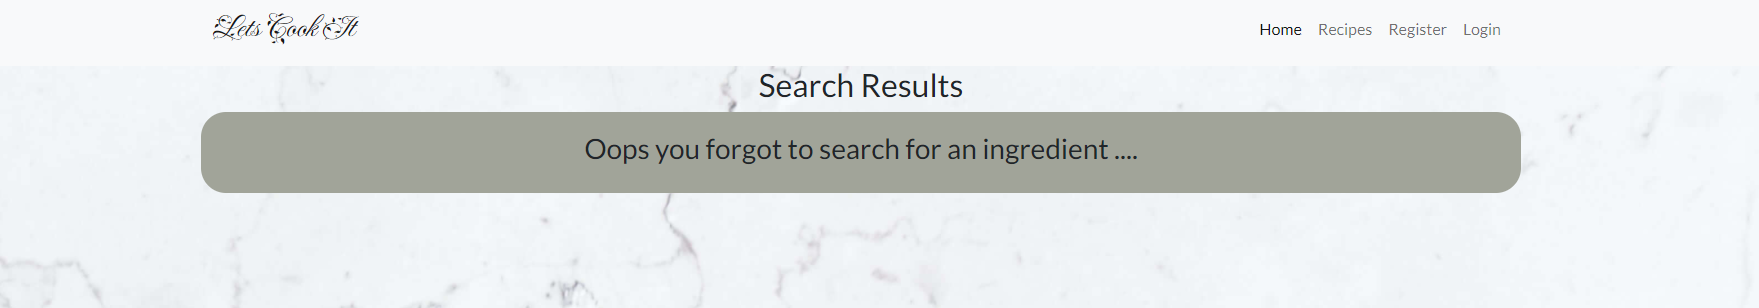 Lets Cook It
Home Recipes Register Login
Search Results
Oops you forgot to search for an ingredient ....